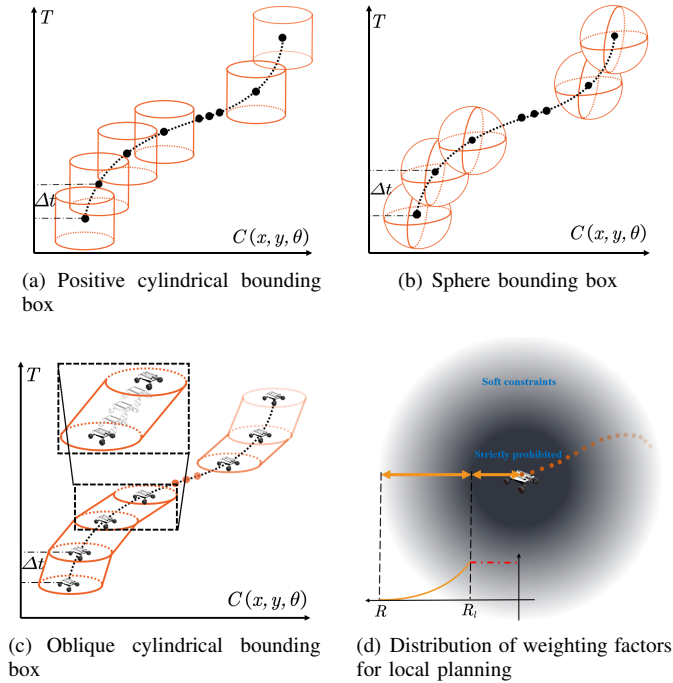 T
Δt
C(x, y, θ)
(a) Positive cylindrical bounding
box
T
Δt
C(x, y, θ)
(b) Sphere bounding box
T
Δt
C(x, y, θ)
(c) Oblique cylindrical bounding
box
Soft constraints
Strictly prohibited
R
R_l
(d) Distribution of weighting factors
for local planning